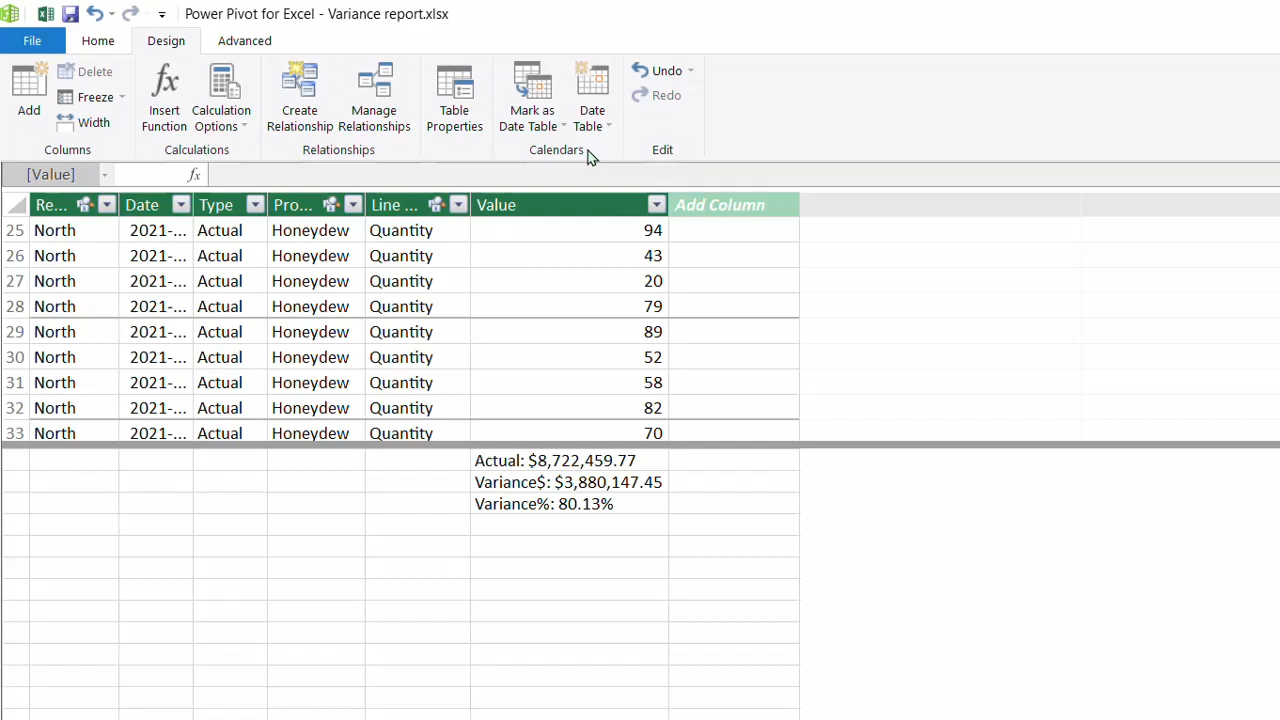 Power Pivot for Excel - Variance report.xlsx
File Home Design Advanced
Add
Delete
Freeze
Width
Columns
Insert
Function
Calculation
Options
Calculations
Create
Relationship
Manage
Relationships
Relationships
Table
Properties
Mark as
Date Table
Date
Table
Calendars
Undo
Redo
Edit
[Value] fx
Re... Date Type Pro... Line ... Value Add Column
25 North 2021-... Actual Honeydew Quantity 94
26 North 2021-... Actual Honeydew Quantity 43
27 North 2021-... Actual Honeydew Quantity 20
28 North 2021-... Actual Honeydew Quantity 79
29 North 2021-... Actual Honeydew Quantity 89
30 North 2021-... Actual Honeydew Quantity 52
31 North 2021-... Actual Honeydew Quantity 58
32 North 2021-... Actual Honeydew Quantity 82
33 North 2021-... Actual Honeydew Quantity 70
Actual: $8,722,459.77
Variance$: $3,880,147.45
Variance%: 80.13%